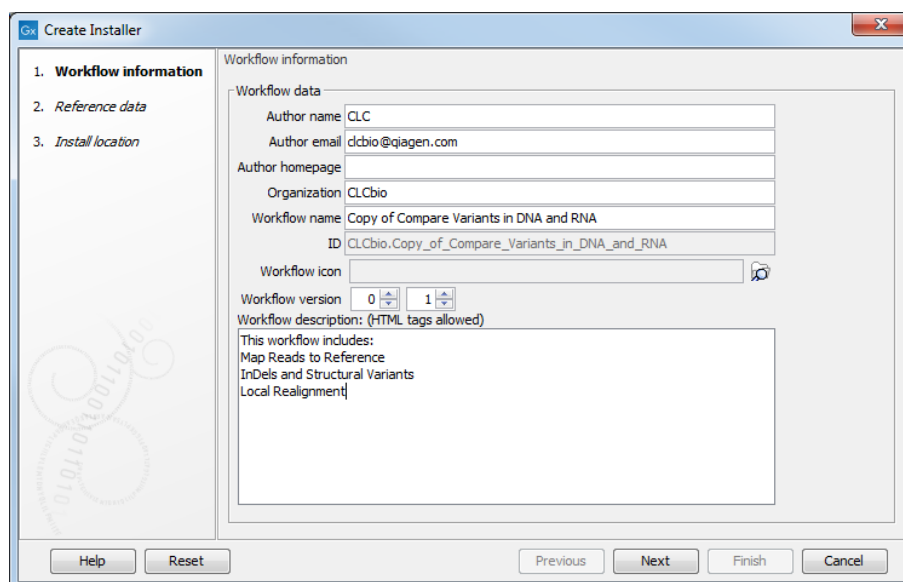 Gx Create Installer
1. Workflow information
2. Reference data
3. Install location
Workflow information
Workflow data
Author name CLC
Author email clcbio@qiagen.com
Author homepage
Organization CLCbio
Workflow name Copy of Compare Variants in DNA and RNA
ID CLCbio.Copy_of_Compare_Variants_in_DNA_and_RNA
Workflow icon
Workflow version 0 1
Workflow description: (HTML tags allowed)
This workflow includes:
Map Reads to Reference
InDels and Structural Variants
Local Realignment
Help Reset Previous Next Finish Cancel